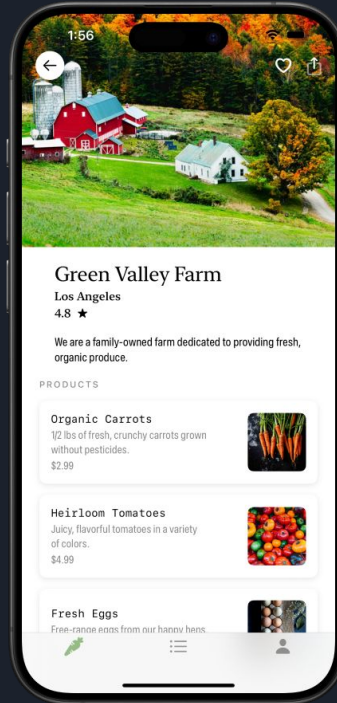 1:56
Green Valley Farm
Los Angeles
4.8 ★
We are a family-owned farm dedicated to providing fresh,
organic produce.
PRODUCTS
Organic Carrots
1/2 lbs of fresh, crunchy carrots grown
without pesticides.
$2.99
Heirloom Tomatoes
Juicy, flavorful tomatoes in a variety
of colors.
$4.99
Fresh Eggs
Free-range eggs from our happy hens